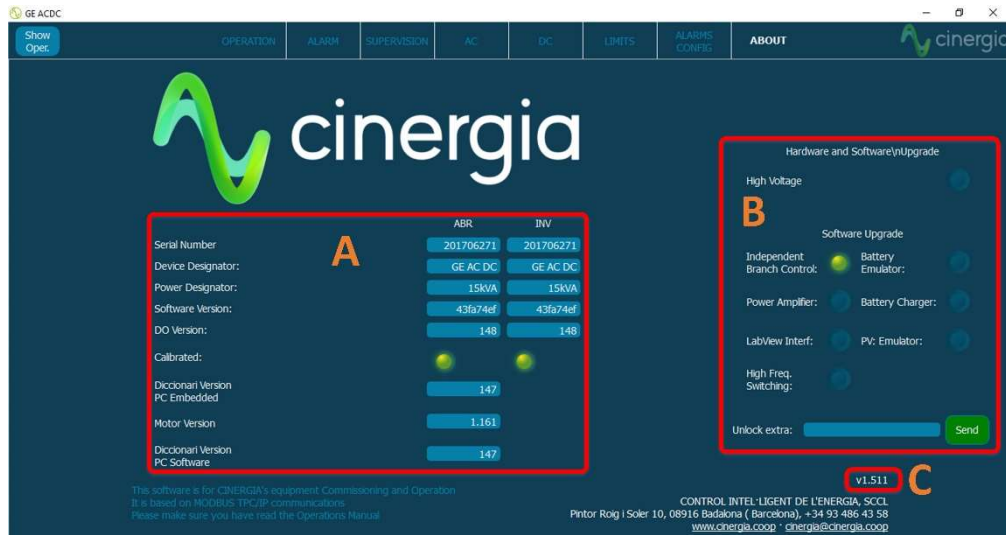 GE ACDC
Show
Oper.
OPERATION
ALARM
SUPERVISION
AC
DC
LIMITS
ALARMS
CONFIG
ABOUT
cinergia
cinergia
A
ABR INV
Serial Number 201706271 201706271
Device Designator: GE AC DC GE AC DC
Power Designator: 15kVA 15kVA
Software Version: 43fa74ef 43fa74ef
DO Version: 148 148
Calibrated:
Diccionari Version
PC Embedded 147
Motor Version 1.161
Diccionari Version
PC Software 147
This software is for CINERGIA's equipment Commissioning and Operation
It is based on MODBUS TPC/IP communications
Please make sure you have read the Operations Manual
Hardware and Software\nUpgrade
High Voltage
B
Software Upgrade
Independent
Branch Control:
Battery
Emulator:
Power Amplifier:
Battery Charger:
LabView Interf:
PV: Emulator:
High Freq.
Switching:
Unlock extra:
Send
v1.511
C
CONTROL INTEL·LIGENT DE L'ENERGIA, SCCL
Pintor Roig i Soler 10, 08916 Badalona ( Barcelona), +34 93 486 43 58
www.cinergia.coop · cinergia@cinergia.coop